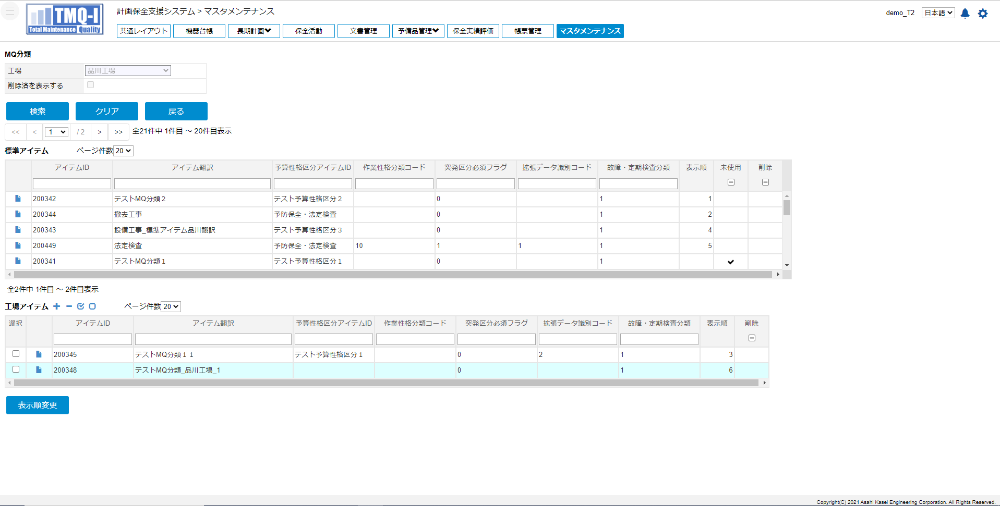 TMQ-I
Total Maintenance Quality
計画保全支援システム > マスタメンテナンス
demo_T2 日本語
共通レイアウト 機器台帳 長期計画 保全活動 文書管理 予備品管理 保全実績評価 帳票管理 マスタメンテナンス
MQ分類
工場 品川工場
削除済を表示する
検索 クリア 戻る
<< < 1 / 2 > >> 全21件中 1件目 ～ 20件目表示
標準アイテム ページ件数 20
アイテムID アイテム翻訳 予算性格区分アイテムID 作業性格分類コード 突発区分必須フラグ 拡張データ識別コード 故障・定期検査分類 表示順 未使用 削除
200342 テストMQ分類２ テスト予算性格区分２ 0 1 1
200344 撤去工事 予防保全・法定検査 0 1 2
200343 設備工事_標準アイテム品川翻訳 テスト予算性格区分３ 0 1 4
200449 法定検査 予防保全・法定検査 10 1 1 1 5
200341 テストMQ分類１ テスト予算性格区分１ 0 1 ✔
全2件中 1件目 ～ 2件目表示
工場アイテム ページ件数 20
選択 アイテムID アイテム翻訳 予算性格区分アイテムID 作業性格分類コード 突発区分必須フラグ 拡張データ識別コード 故障・定期検査分類 表示順 削除
200345 テストMQ分類１１ テスト予算性格区分１ 0 2 1 3
200348 テストMQ分類_品川工場_1 0 1 6
表示順変更
Copyright(C) 2021 Asahi Kasei Engineering Corporation. All Rights Reserved.